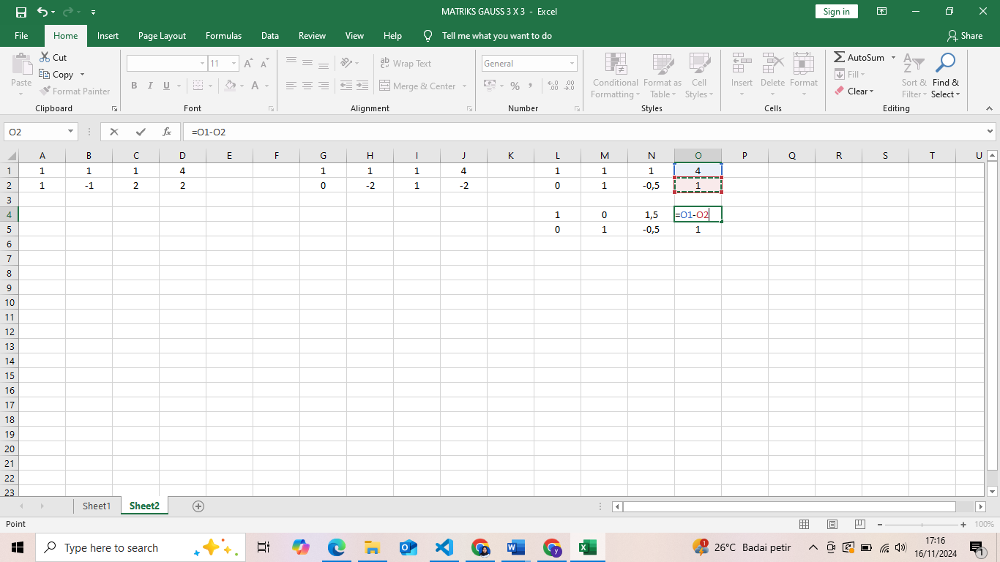 MATRIKS GAUSS 3 X 3 - Excel
Sign in
File Home Insert Page Layout Formulas Data Review View Help Tell me what you want to do Share
Paste
Cut
Copy
Format Painter
Clipboard
11
B I U A
Font
Wrap Text
Merge & Center
Alignment
General
%
Number
Conditional Formatting
Format as Table
Cell Styles
Styles
Insert Delete Format
Cells
AutoSum
Fill
Clear
Sort & Filter
Find & Select
Editing
O2 fx =O1-O2
A B C D E F G H I J K L M N O P Q R S T U
1 1 1 1 4 1 1 1 4 1 1 1 4
2 1 -1 2 2 0 -2 1 -2 0 1 -0,5 1
3
4 1 0 1,5 =O1-O2
5 0 1 -0,5 1
6
7
8
9
10
11
12
13
14
15
16
17
18
19
20
21
22
23
Sheet1 Sheet2
Point 100%
Type here to search
26°C Badai petir
17:16
16/11/2024
1